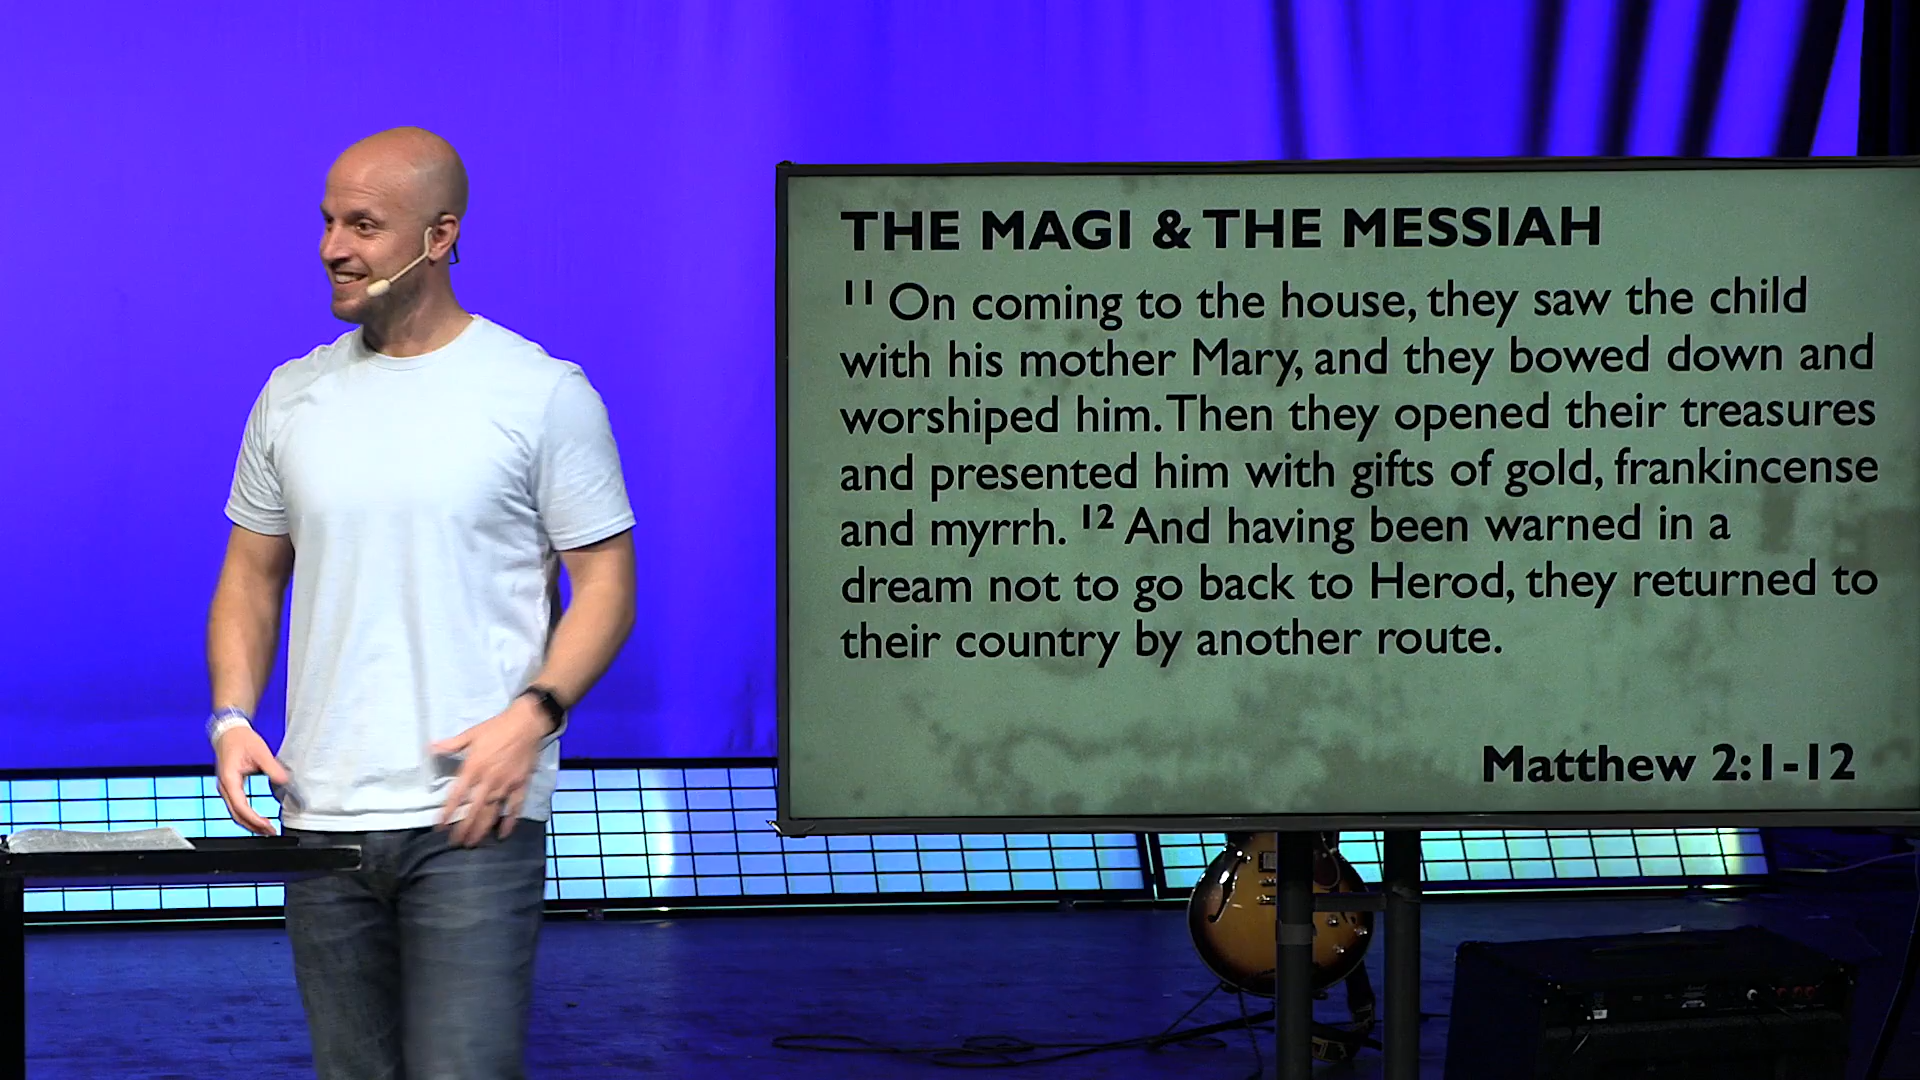 THE MAGI & THE MESSIAH
11 On coming to the house, they saw the child
with his mother Mary, and they bowed down and
worshiped him. Then they opened their treasures
and presented him with gifts of gold, frankincense
and myrrh. 12 And having been warned in a
dream not to go back to Herod, they returned to
their country by another route.
Matthew 2:1-12